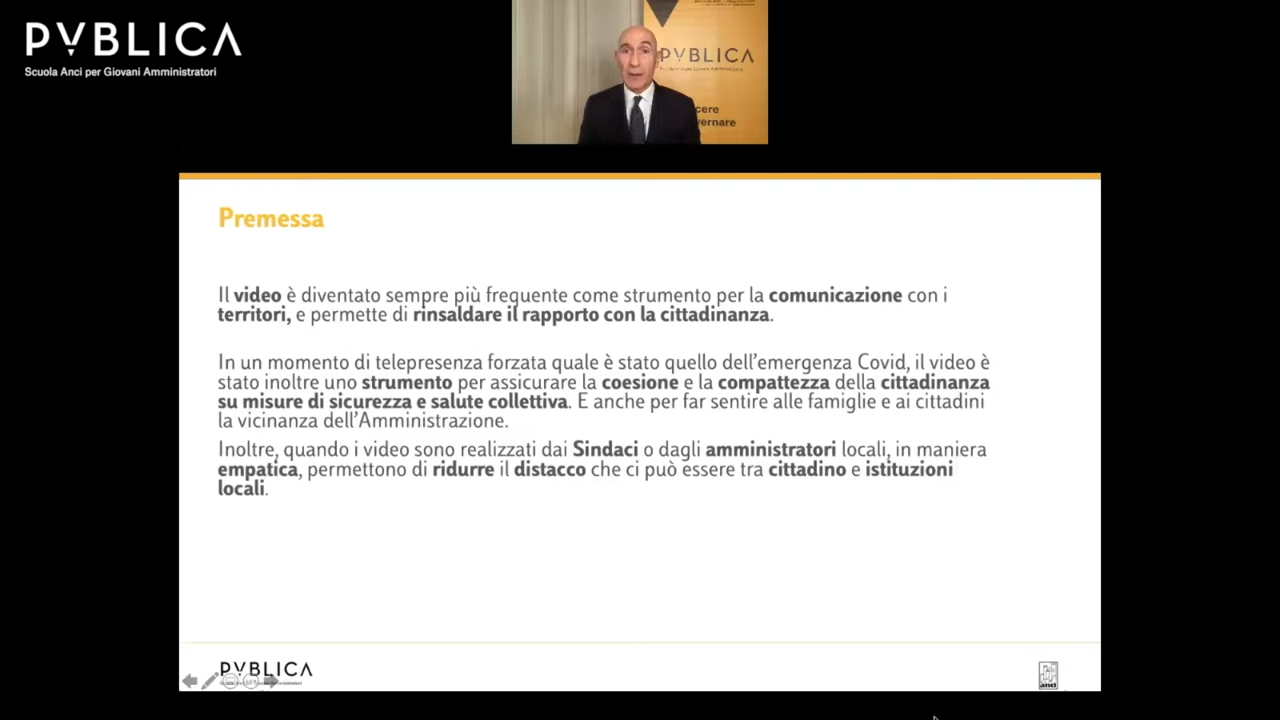 PVBLICA
Scuola Anci per Giovani Amministratori
PVBLICA
cere
vernare
Premessa
Il video è diventato sempre più frequente come strumento per la comunicazione con i
territori, e permette di rinsaldare il rapporto con la cittadinanza.
In un momento di telepresenza forzata quale è stato quello dell'emergenza Covid, il video è
stato inoltre uno strumento per assicurare la coesione e la compattezza della cittadinanza
su misure di sicurezza e salute collettiva. E anche per far sentire alle famiglie e ai cittadini
la vicinanza dell'Amministrazione.
Inoltre, quando i video sono realizzati dai Sindaci o dagli amministratori locali, in maniera
empatica, permettono di ridurre il distacco che ci può essere tra cittadino e istituzioni
locali.
PVBLICA
anci